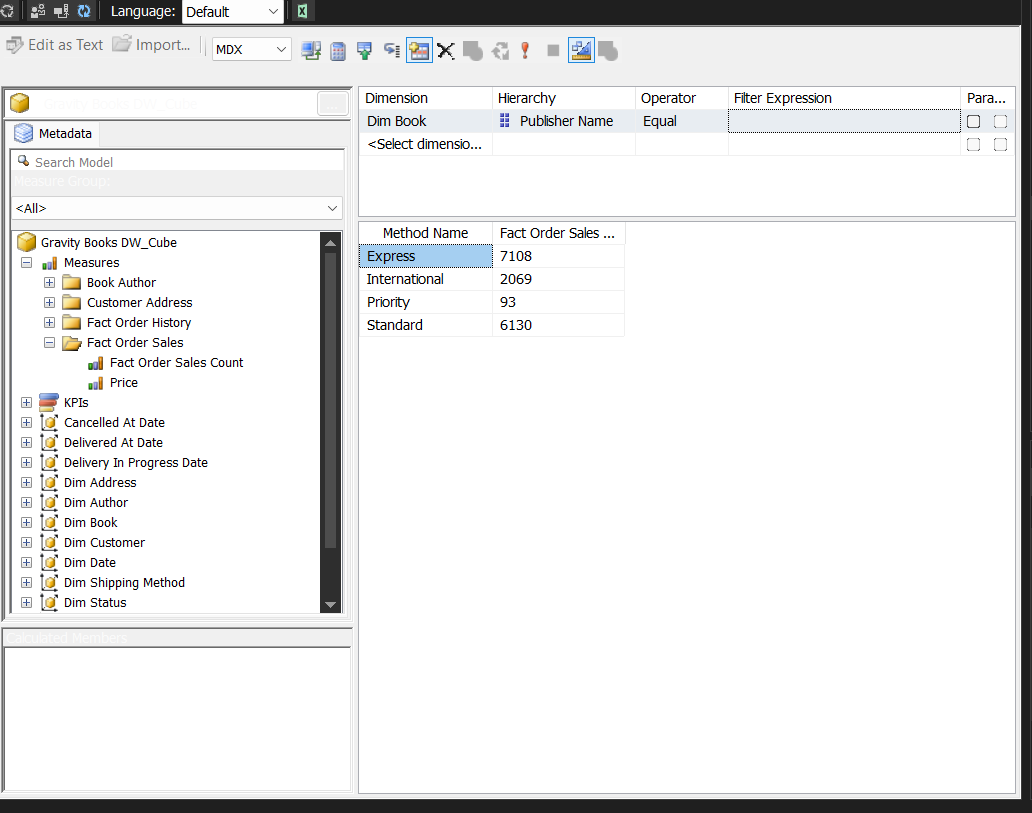 Language: Default
Edit as Text Import... MDX
Gravity Books DW_Cube ...
Metadata
Search Model
Measure Group:
<All>
Gravity Books DW_Cube
Measures
Book Author
Customer Address
Fact Order History
Fact Order Sales
Fact Order Sales Count
Price
KPIs
Cancelled At Date
Delivered At Date
Delivery In Progress Date
Dim Address
Dim Author
Dim Book
Dim Customer
Dim Date
Dim Shipping Method
Dim Status
Calculated Members
Dimension Hierarchy Operator Filter Expression Para...
Dim Book Publisher Name Equal
<Select dimensio...
Method Name Fact Order Sales ...
Express 7108
International 2069
Priority 93
Standard 6130